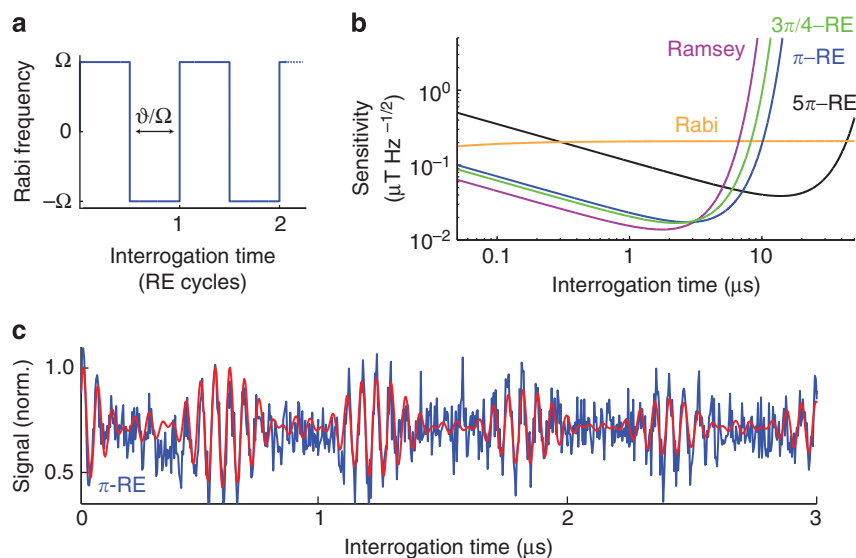 a
Rabi frequency
Ω
0
−Ω
ϑ/Ω
1
2
Interrogation time
(RE cycles)
b
Sensitivity
(μT Hz −1/2)
10⁰
10⁻¹
10⁻²
Ramsey
3π/4–RE
π–RE
5π–RE
Rabi
0.1
1
10
Interrogation time (μs)
c
Signal (norm.)
1.0
0.5
π-RE
0
1
2
3
Interrogation time (μs)